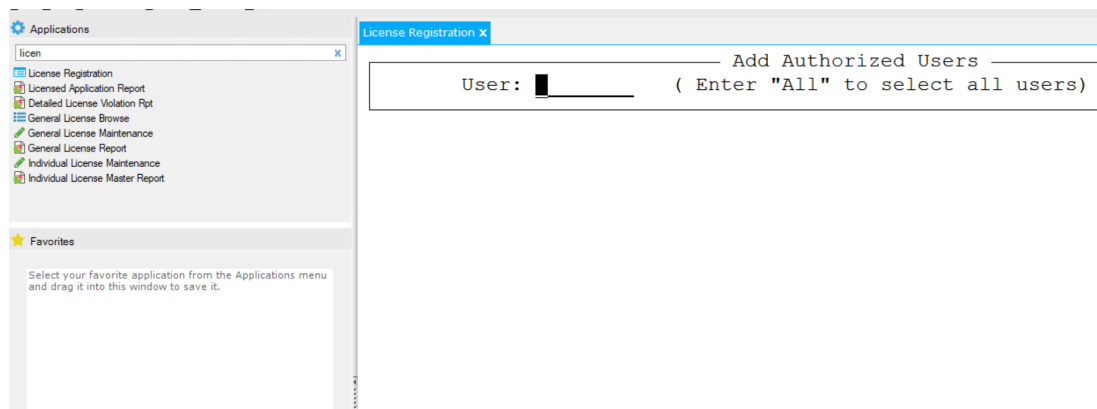 Applications
licen x
License Registration
Licensed Application Report
Detailed License Violation Rpt
General License Browse
General License Maintenance
General License Report
Individual License Maintenance
Individual License Master Report
Favorites
Select your favorite application from the Applications menu
and drag it into this window to save it.
License Registration x
Add Authorized Users
User: ( Enter "All" to select all users)